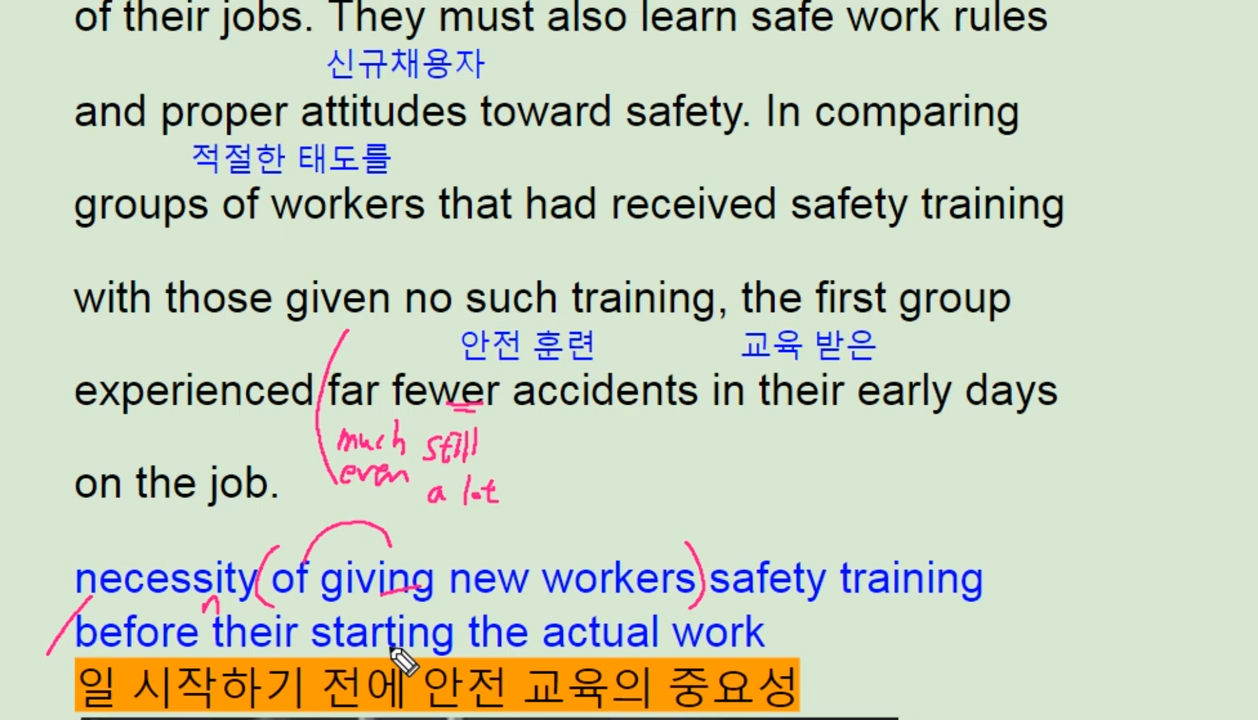 of their jobs. They must also learn safe work rules
신규채용자
and proper attitudes toward safety. In comparing
적절한 태도를
groups of workers that had received safety training
with those given no such training, the first group
안전 훈련 교육 받은
experienced far fewer accidents in their early days
much still
even
a lot
on the job.
necessity (of giving new workers) safety training
n
before their starting the actual work
일 시작하기 전에 안전 교육의 중요성